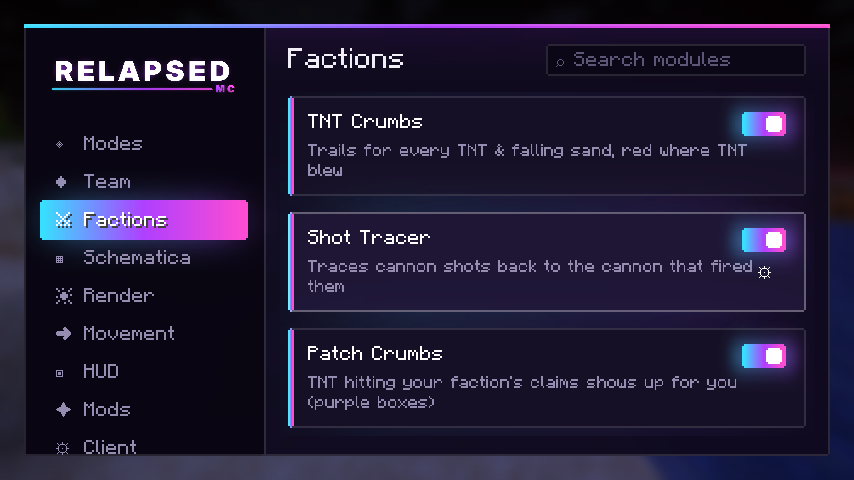 RELAPSED
MC
Modes
Team
Factions
Schematica
Render
Movement
HUD
Mods
Client
Factions
Search modules
TNT Crumbs
Trails for every TNT & falling sand, red where TNT
blew
Shot Tracer
Traces cannon shots back to the cannon that fired
them
Patch Crumbs
TNT hitting your faction's claims shows up for you
(purple boxes)